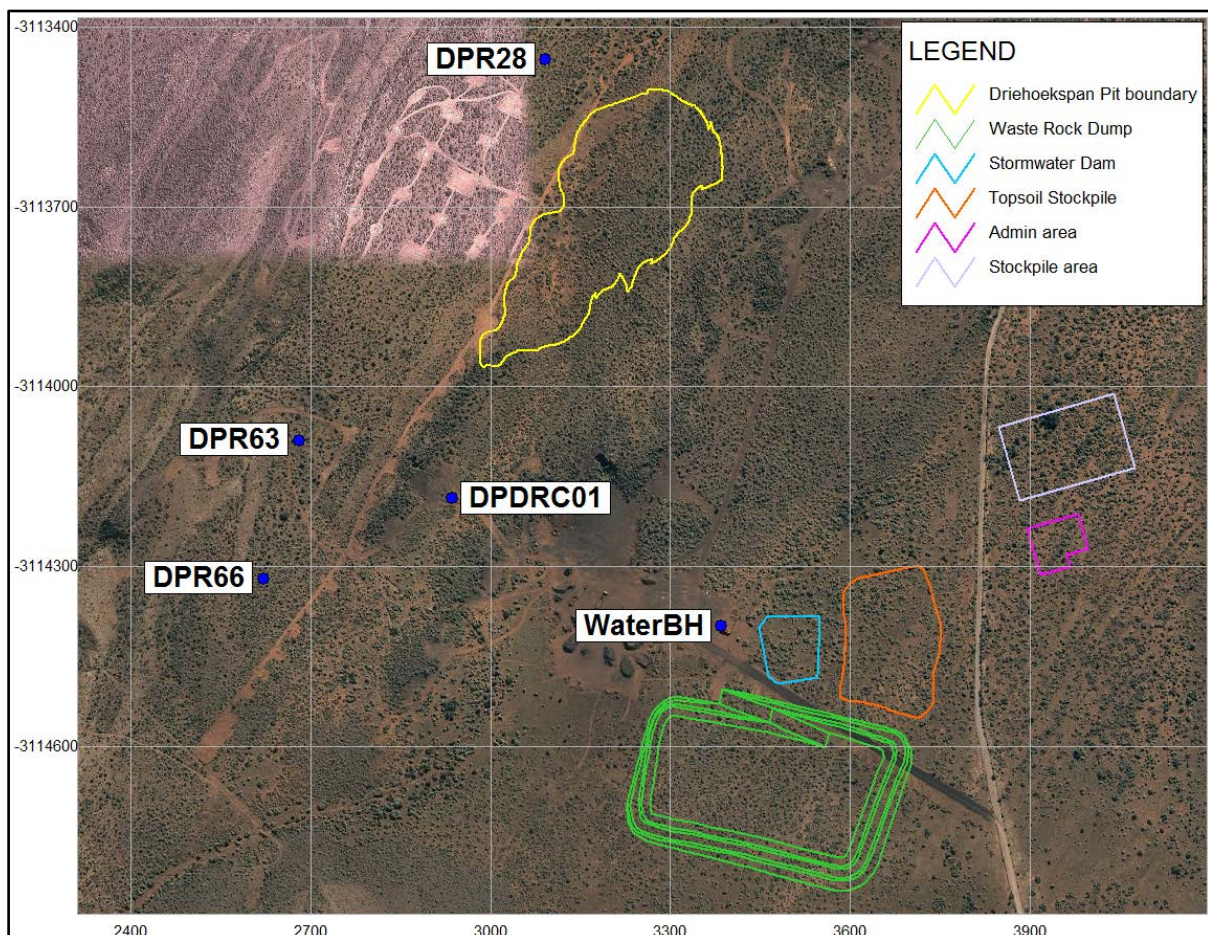 -3113400
DPR28
LEGEND
Driehoekspan Pit boundary
Waste Rock Dump
Stormwater Dam
Topsoil Stockpile
Admin area
Stockpile area
-3113700
-3114000
DPR63
DPDRC01
-3114300
DPR66
WaterBH
-3114600
2400
2700
3000
3300
3600
3900